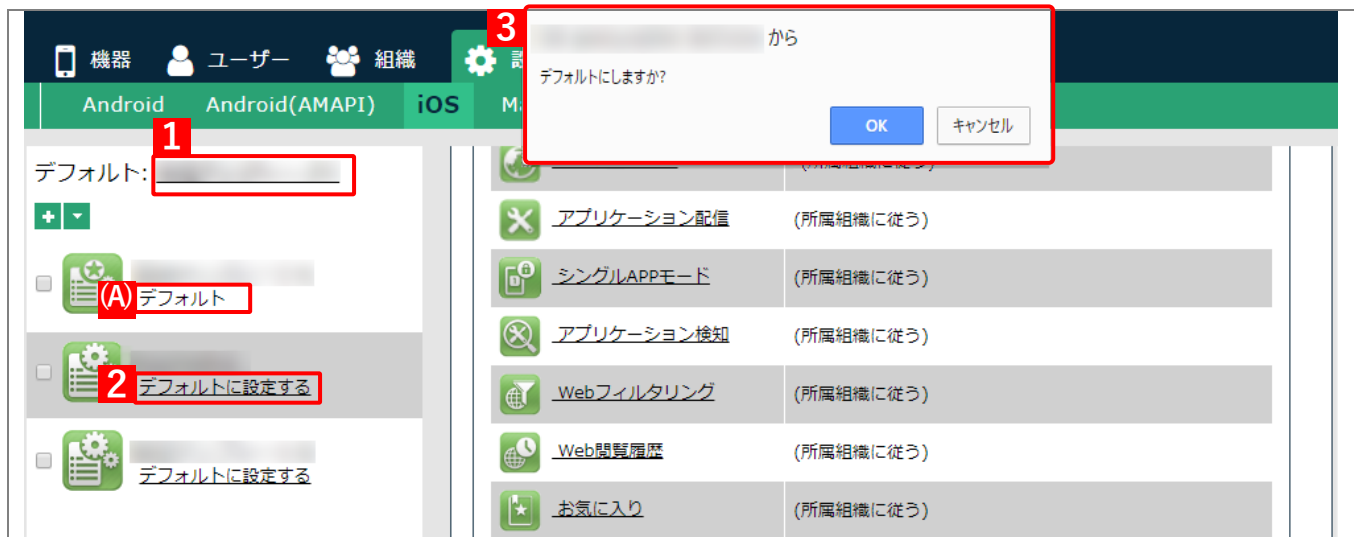 3
から
機器
ユーザー
組織
デフォルトにしますか?
OK
キャンセル
Android
Android(AMAPI)
iOS
1
デフォルト:
アプリケーション配信
(所属組織に従う)
(A)
デフォルト
シングルAPPモード
(所属組織に従う)
アプリケーション検知
(所属組織に従う)
2
デフォルトに設定する
Webフィルタリング
(所属組織に従う)
Web閲覧履歴
(所属組織に従う)
デフォルトに設定する
お気に入り
(所属組織に従う)